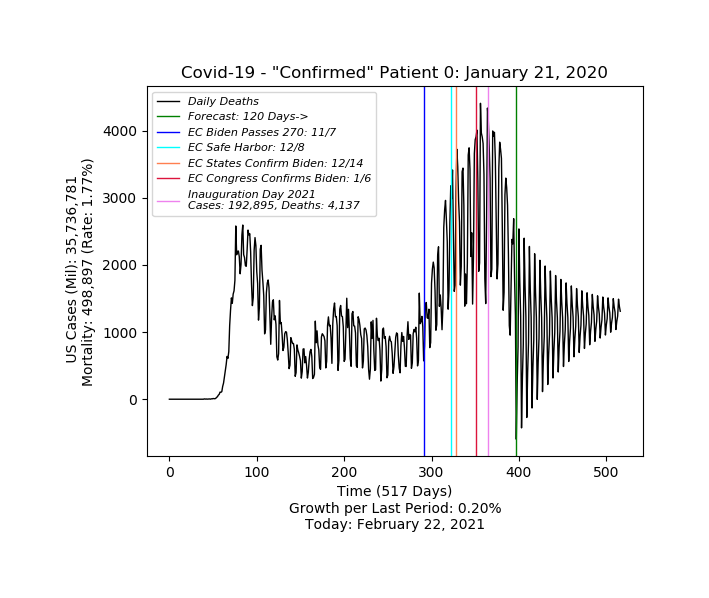 Covid-19 - "Confirmed" Patient 0: January 21, 2020
Daily Deaths
Forecast: 120 Days->
EC Biden Passes 270: 11/7
EC Safe Harbor: 12/8
EC States Confirm Biden: 12/14
EC Congress Confirms Biden: 1/6
Inauguration Day 2021
Cases: 192,895, Deaths: 4,137
US Cases (Mil): 35,736,781
Mortality: 498,897 (Rate: 1.77%)
4000
3000
2000
1000
0
0 100 200 300 400 500
Time (517 Days)
Growth per Last Period: 0.20%
Today: February 22, 2021